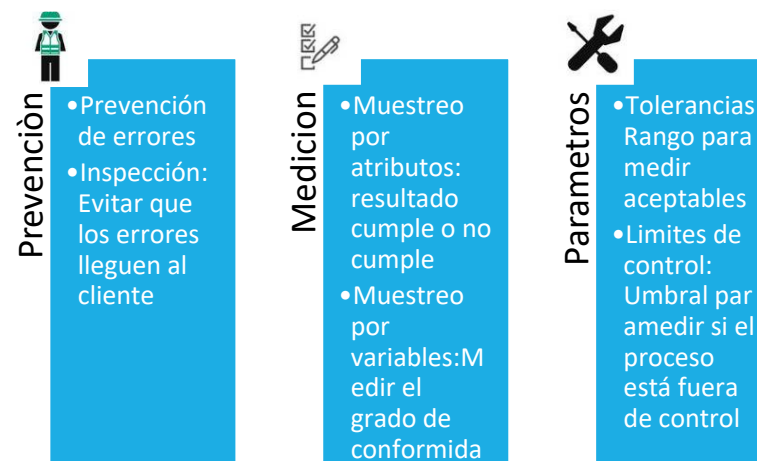 Prevenciòn
•Prevención
de errores
•Inspección:
Evitar que
los errores
lleguen al
cliente
Medicion
•Muestreo
por
atributos:
resultado
cumple o no
cumple
•Muestreo
por
variables:M
edir el
grado de
conformida
Parametros
•Tolerancias
Rango para
medir
aceptables
•Limites de
control:
Umbral par
amedir si el
proceso
está fuera
de control